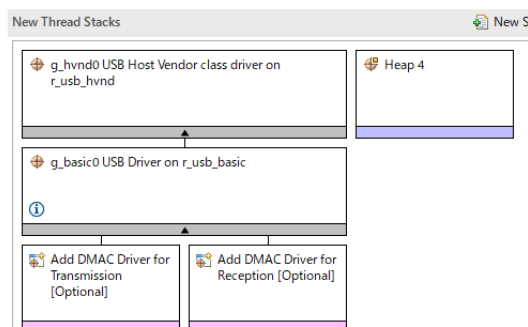 New Thread Stacks
New S
g_hvnd0 USB Host Vendor class driver on
r_usb_hvnd
Heap 4
g_basic0 USB Driver on r_usb_basic
Add DMAC Driver for
Transmission
[Optional]
Add DMAC Driver for
Reception [Optional]